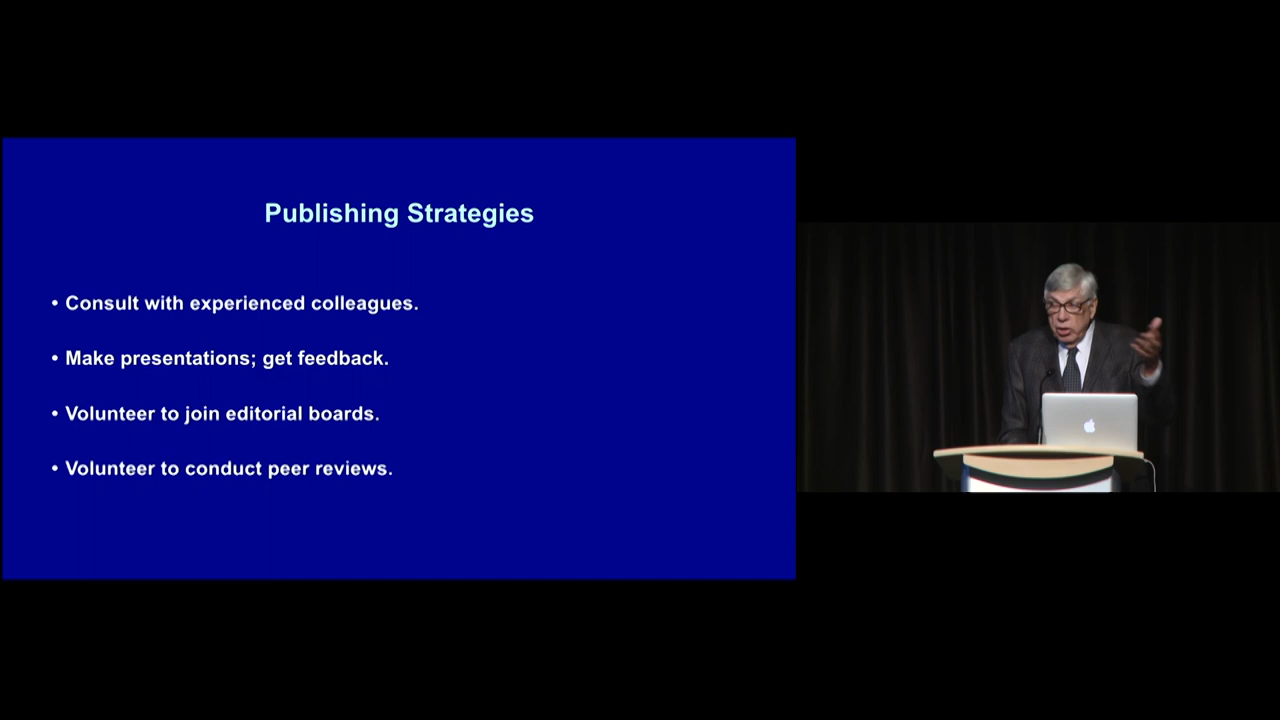 Publishing Strategies
• Consult with experienced colleagues.
• Make presentations; get feedback.
• Volunteer to join editorial boards.
• Volunteer to conduct peer reviews.